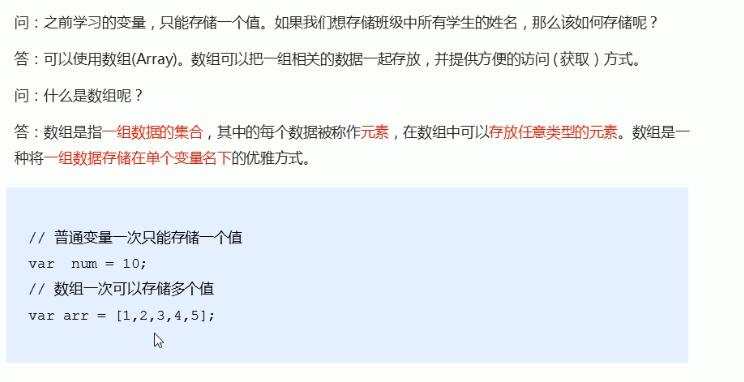 问：之前学习的变量，只能存储一个值。如果我们想存储班级中所有学生的姓名，那么该如何存储呢？
答：可以使用数组(Array)。数组可以把一组相关的数据一起存放，并提供方便的访问(获取）方式。
问：什么是数组呢？
答：数组是指一组数据的集合，其中的每个数据被称作元素，在数组中可以存放任意类型的元素。数组是一
种将一组数据存储在单个变量名下的优雅方式。
// 普通变量一次只能存储一个值
var  num = 10;
// 数组一次可以存储多个值
var arr = [1,2,3,4,5];